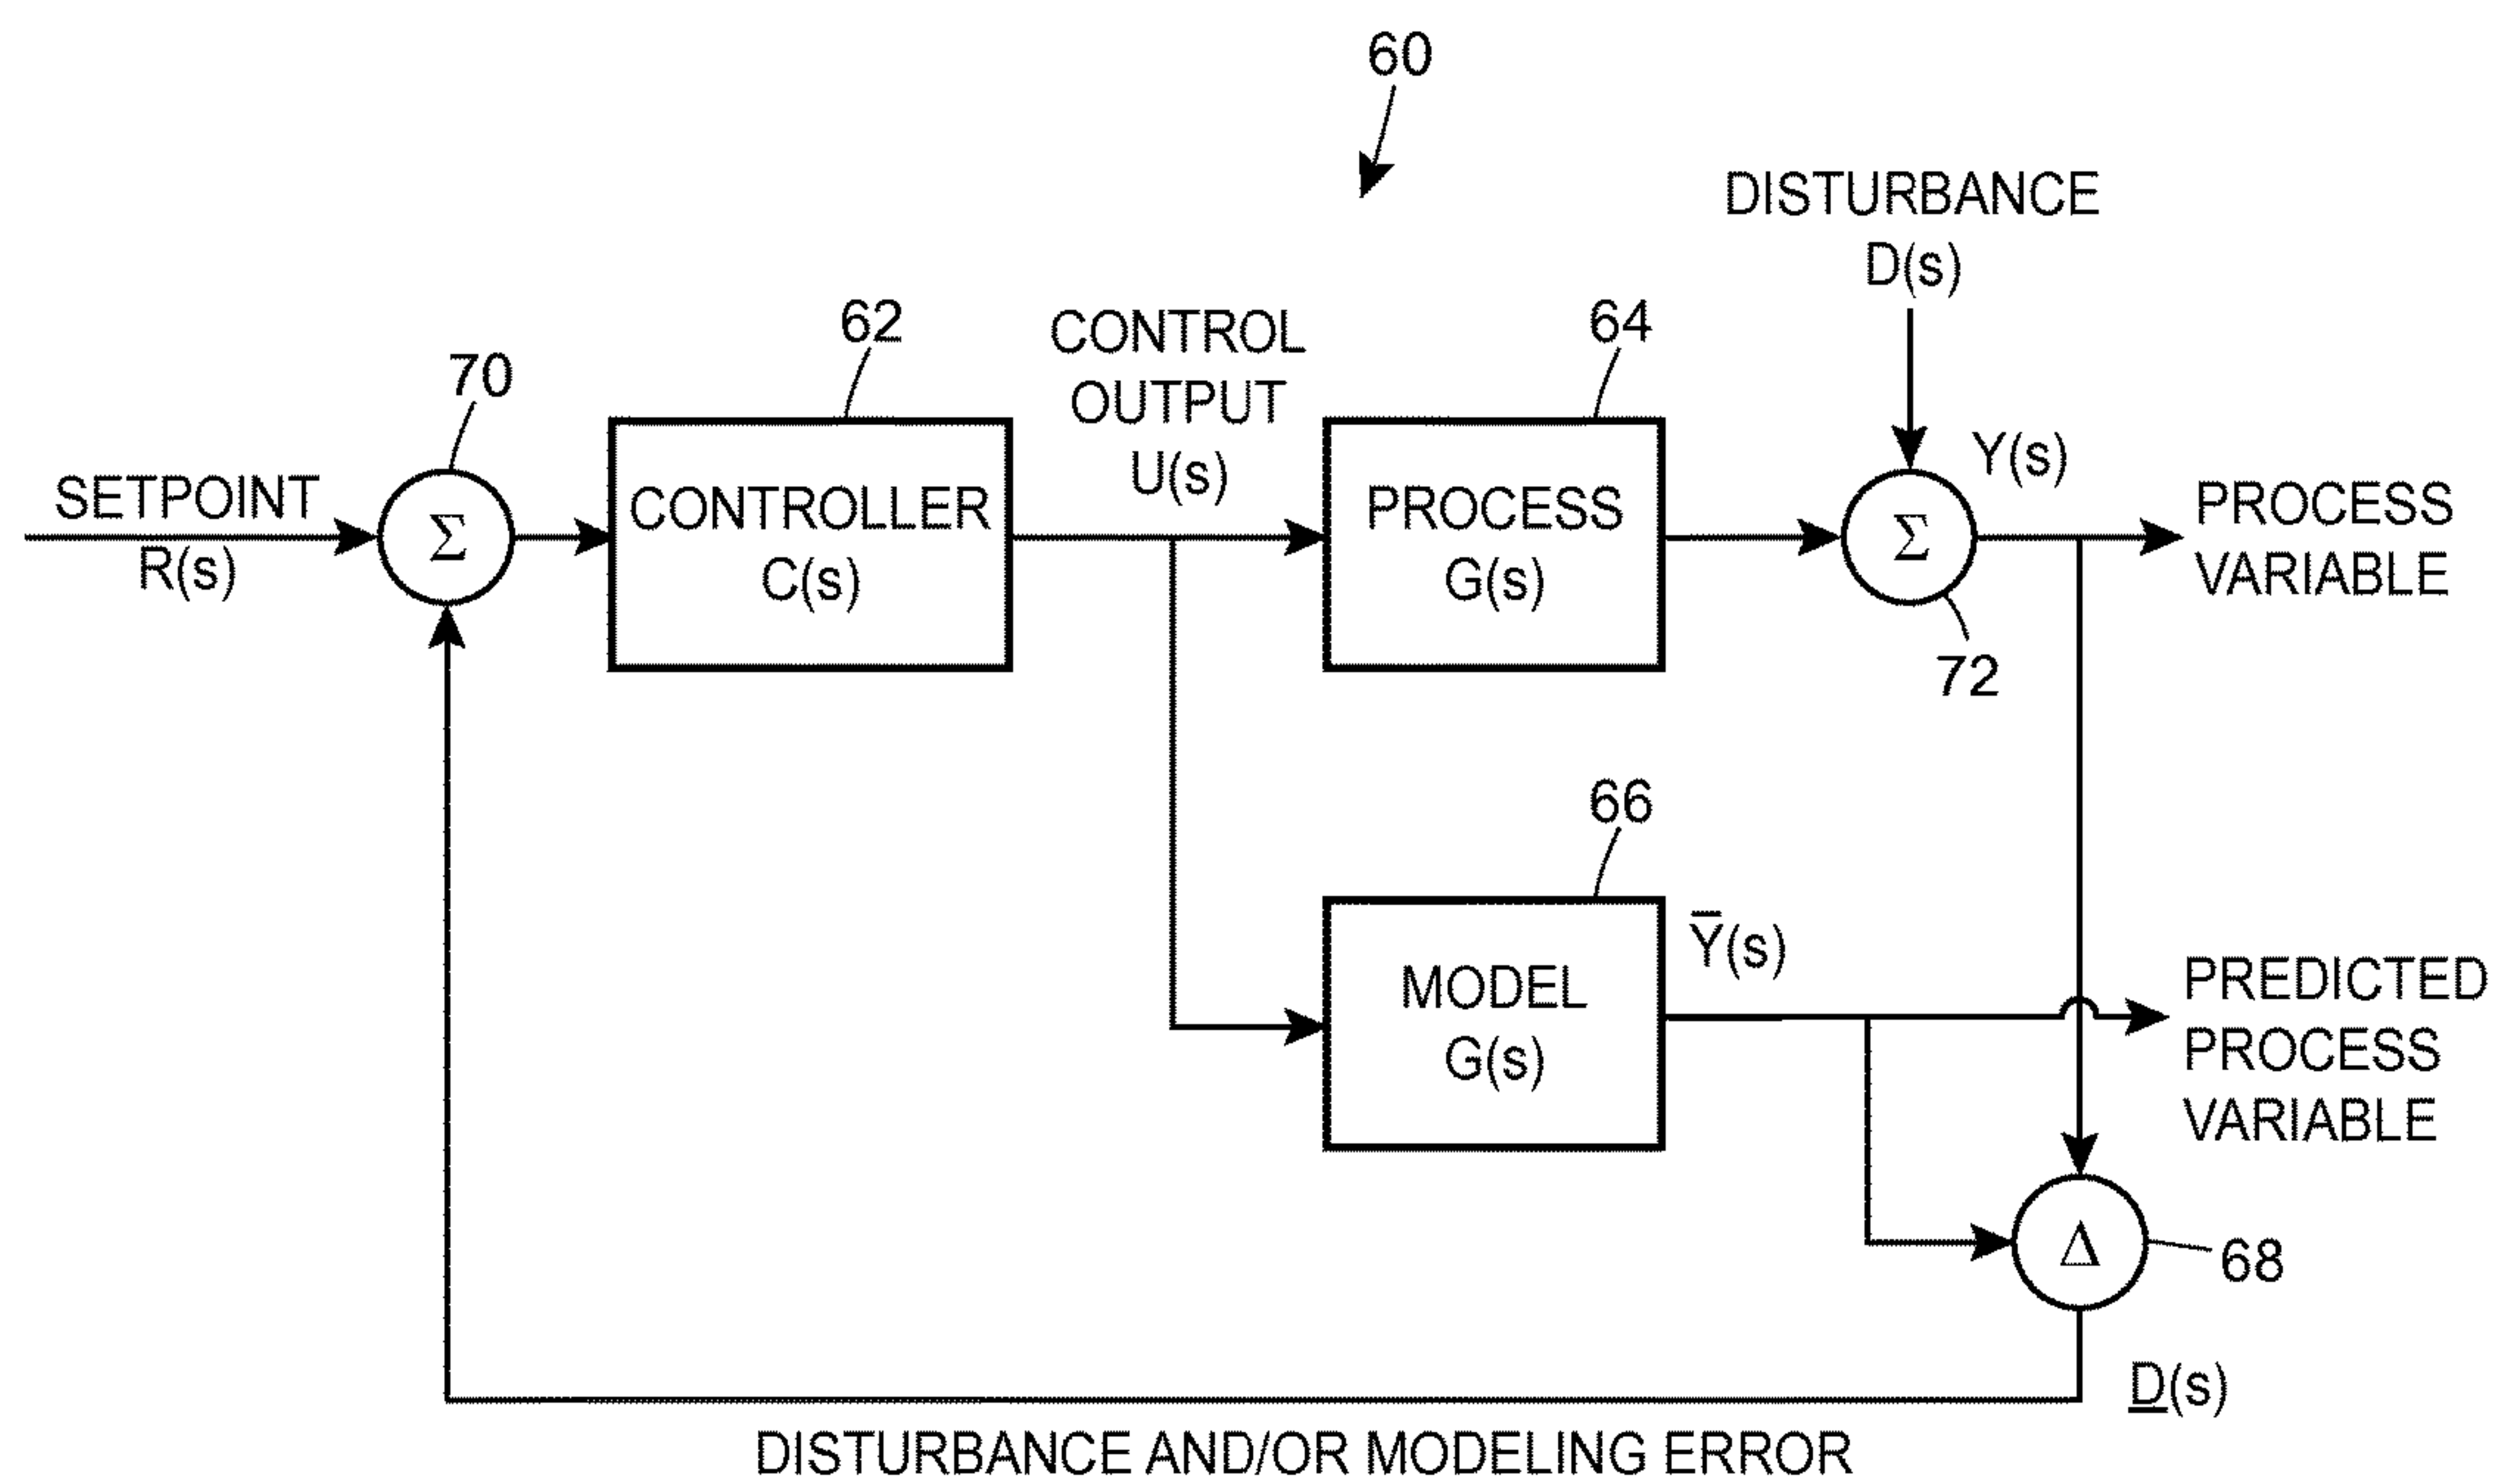 60
DISTURBANCE
D(s)
62
CONTROL
OUTPUT
U(s)
64
70
SETPOINT
R(s)
Σ
CONTROLLER
C(s)
PROCESS
G(s)
Σ
Y(s)
PROCESS
VARIABLE
72
66
MODEL
G(s)
Ȳ(s)
PREDICTED
PROCESS
VARIABLE
Δ
68
D̲(s)
DISTURBANCE AND/OR MODELING ERROR